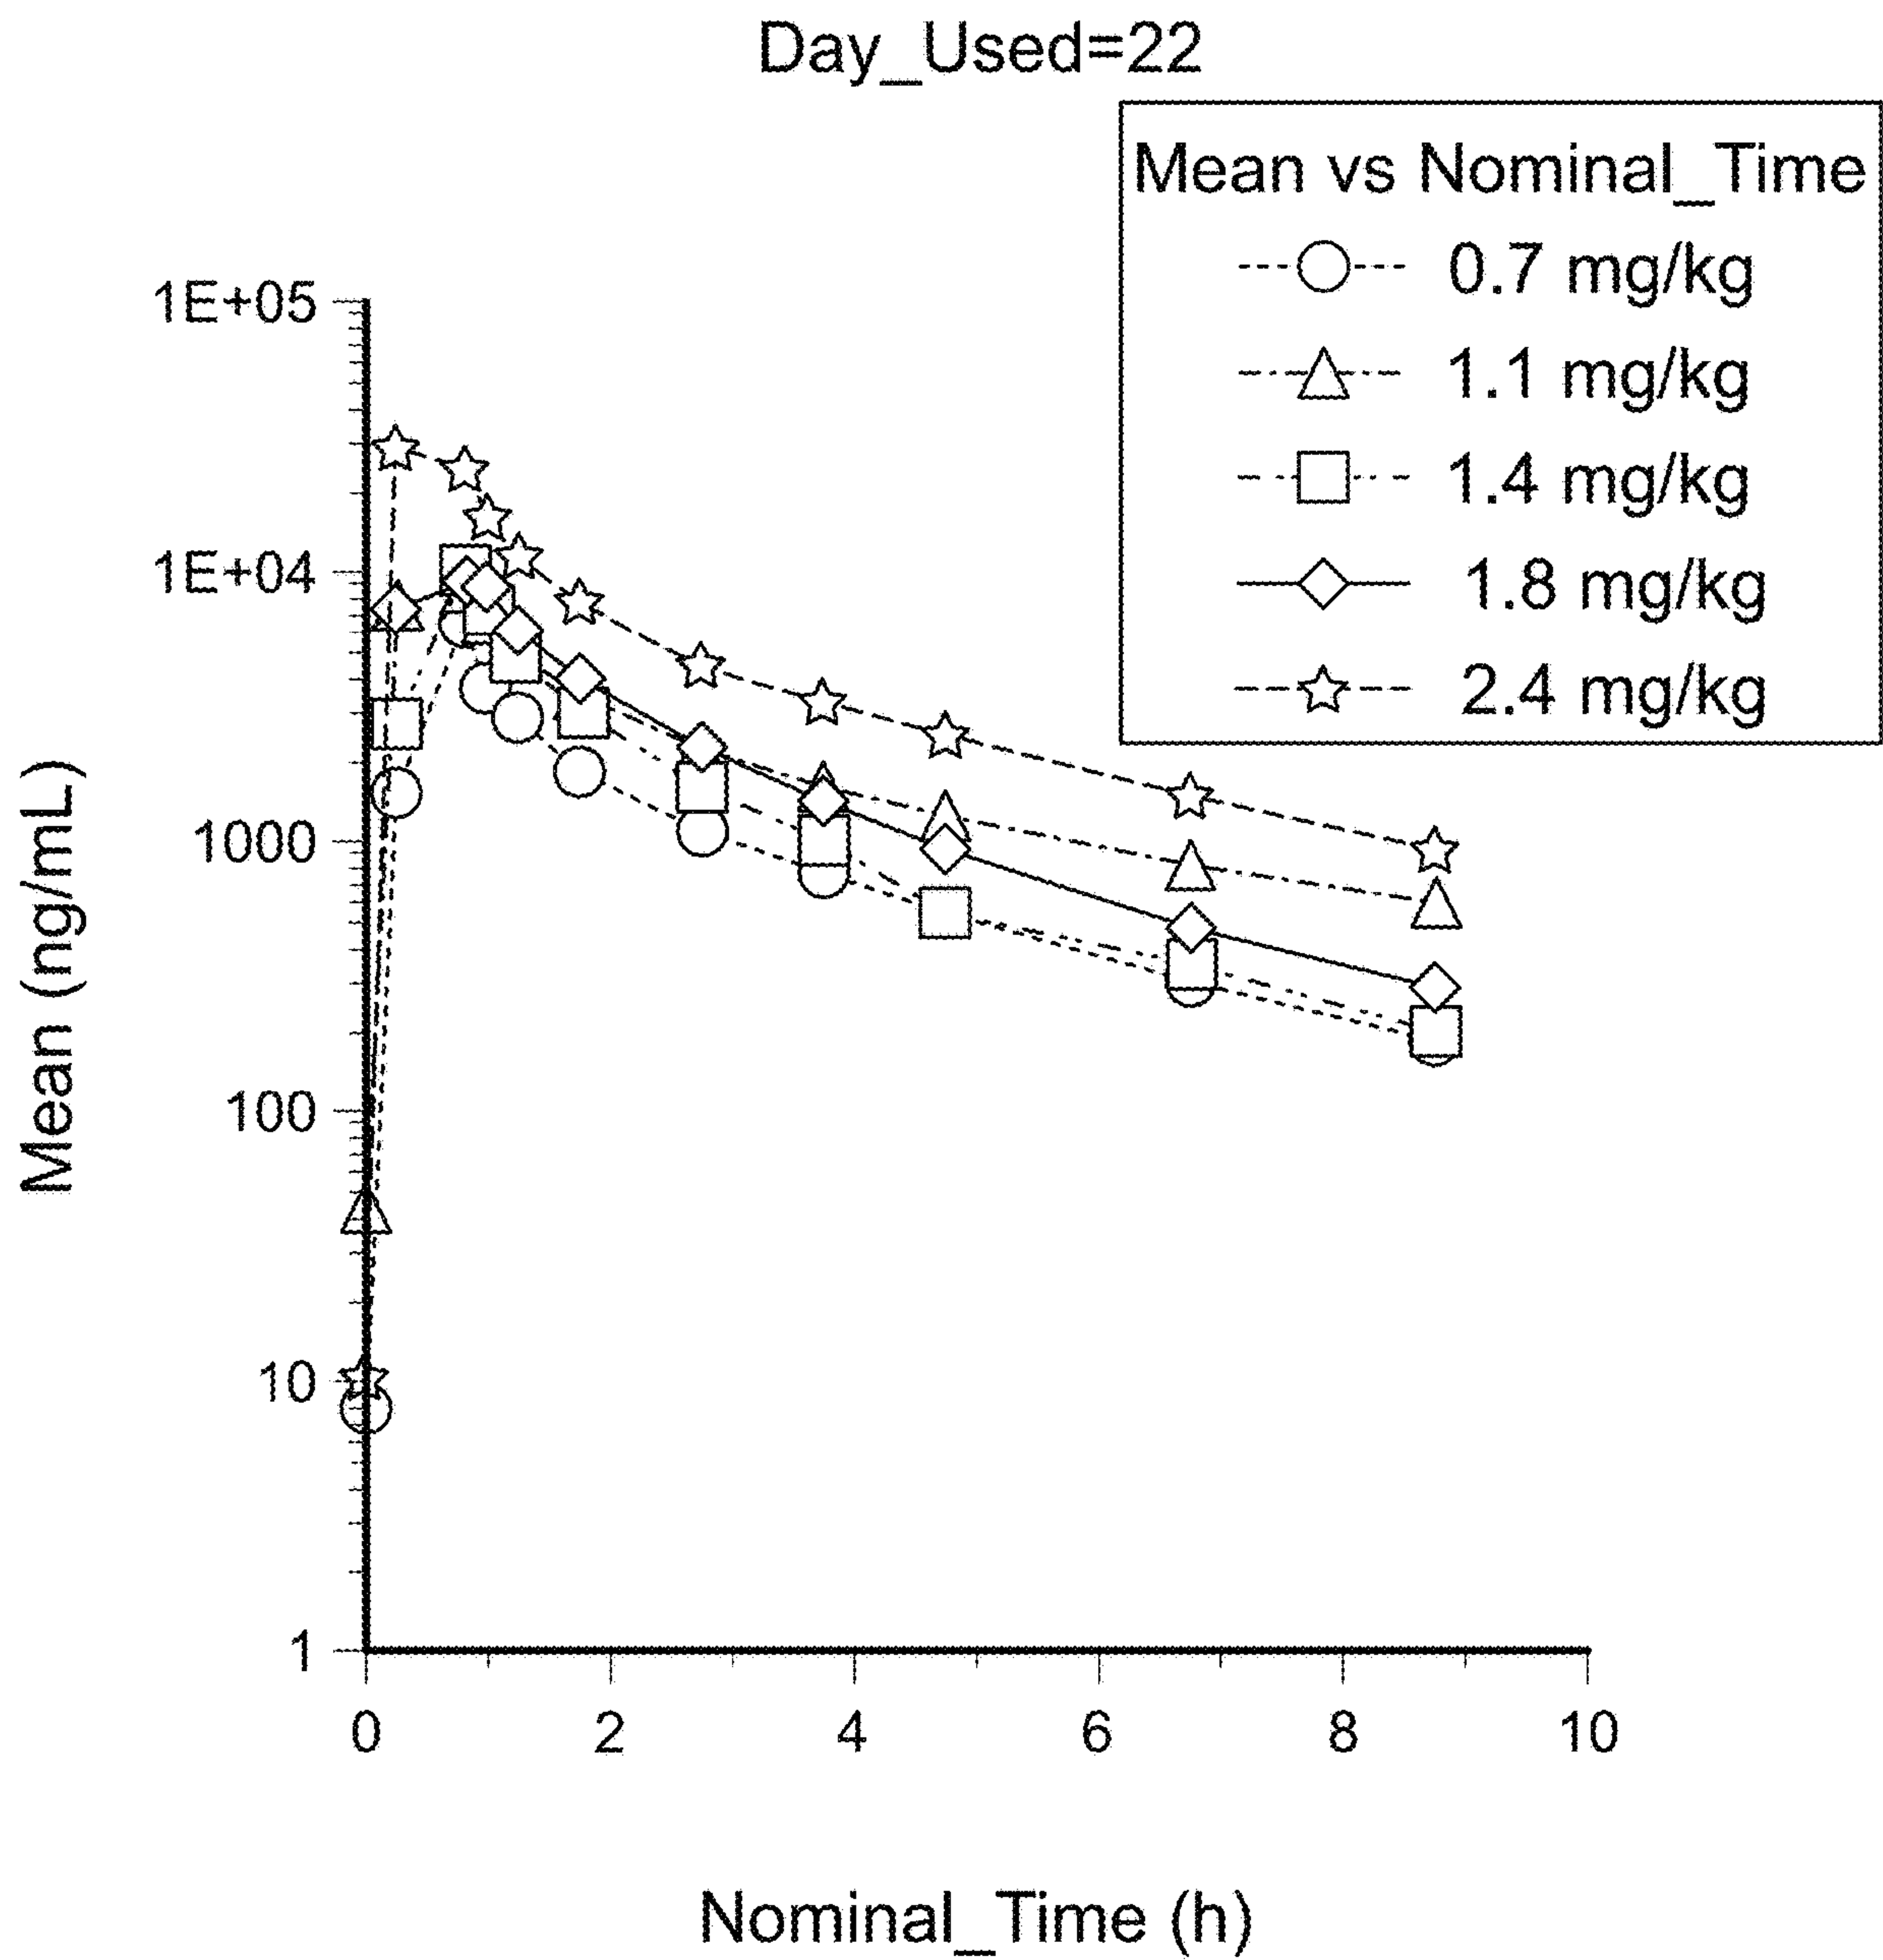 Day_Used=22
Mean vs Nominal_Time
0.7 mg/kg
1.1 mg/kg
1.4 mg/kg
1.8 mg/kg
2.4 mg/kg
1E+05
1E+04
1000
100
10
1
Mean (ng/mL)
0 2 4 6 8 10
Nominal_Time (h)